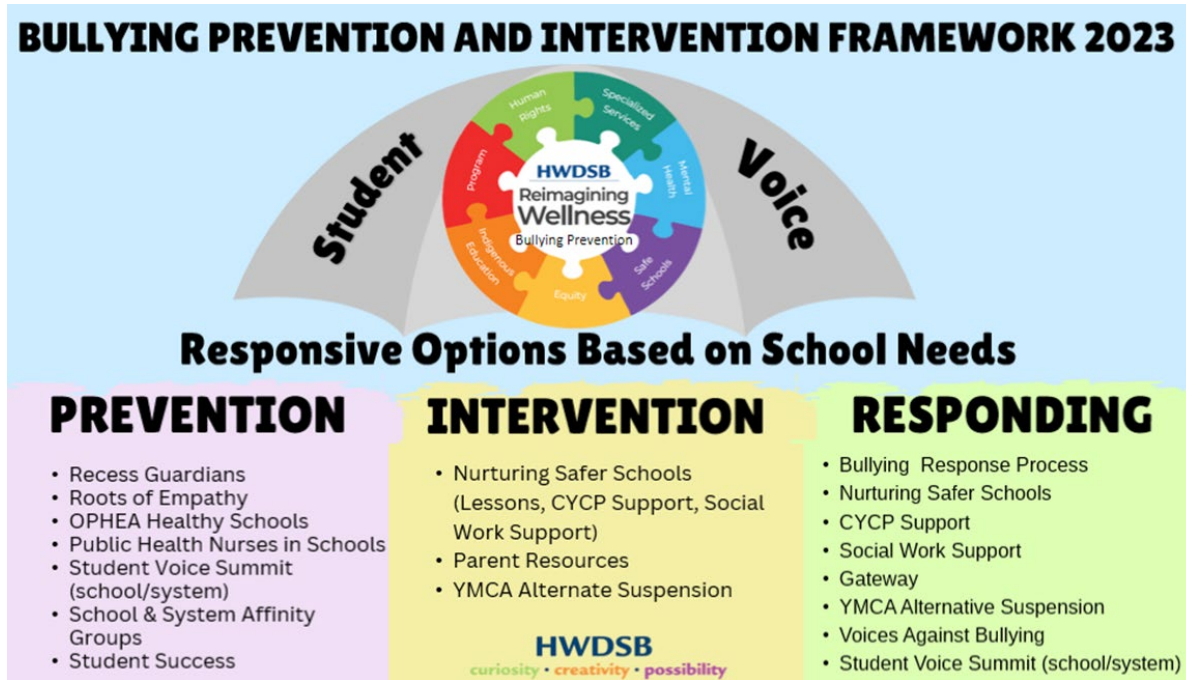 BULLYING PREVENTION AND INTERVENTION FRAMEWORK 2023
Student
Voice
Human
Rights
Specialized
Services
Mental
Health
Safe
Schools
Equity
Indigenous
Education
Program
HWDSB
Reimagining
Wellness
Bullying Prevention
Responsive Options Based on School Needs
PREVENTION
• Recess Guardians
• Roots of Empathy
• OPHEA Healthy Schools
• Public Health Nurses in Schools
• Student Voice Summit
(school/system)
• School & System Affinity
Groups
• Student Success
INTERVENTION
• Nurturing Safer Schools
(Lessons, CYCP Support, Social
Work Support)
• Parent Resources
• YMCA Alternate Suspension
HWDSB
curiosity • creativity • possibility
RESPONDING
• Bullying Response Process
• Nurturing Safer Schools
• CYCP Support
• Social Work Support
• Gateway
• YMCA Alternative Suspension
• Voices Against Bullying
• Student Voice Summit (school/system)